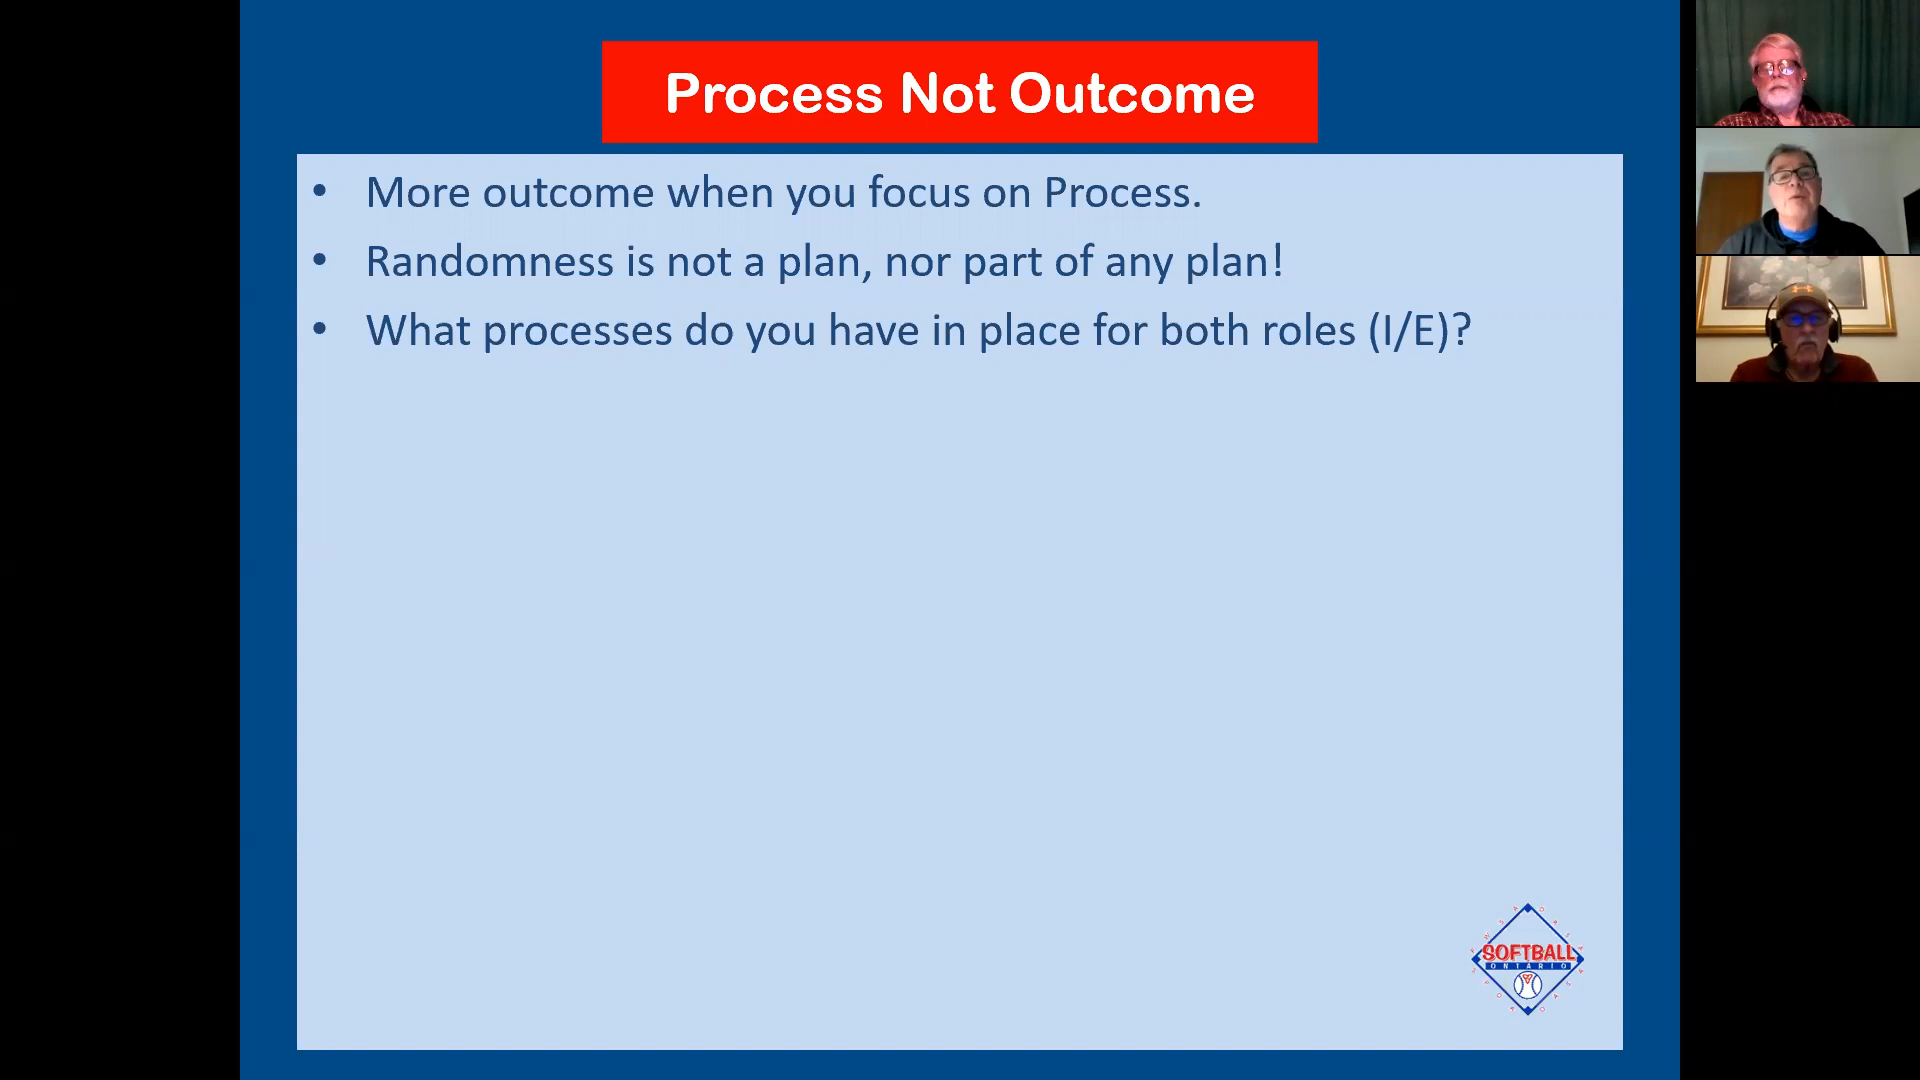 Process Not Outcome
• More outcome when you focus on Process.
• Randomness is not a plan, nor part of any plan!
• What processes do you have in place for both roles (I/E)?
SOFTBALL
ONTARIO